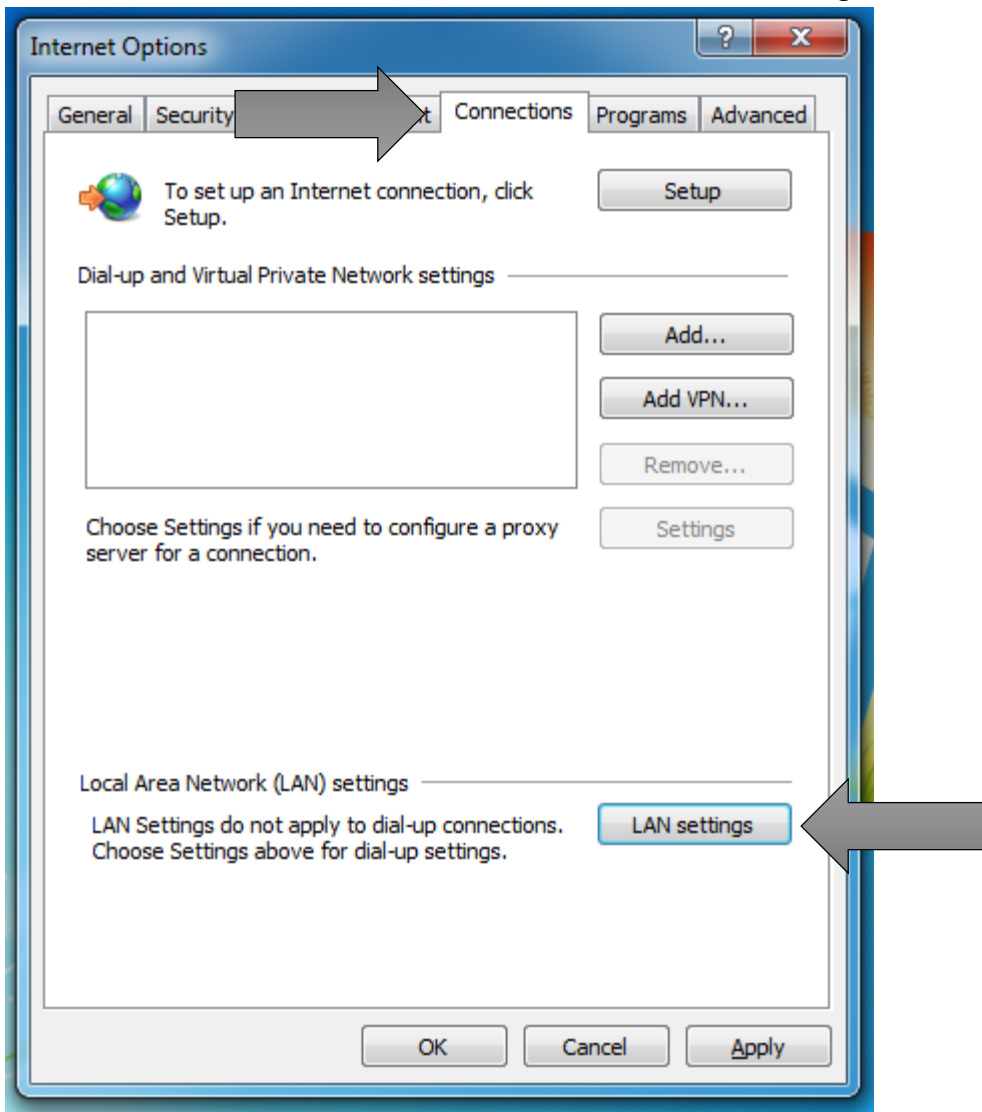 Internet Options
General Security Connections Programs Advanced
To set up an Internet connection, click
Setup.
Setup
Dial-up and Virtual Private Network settings
Add...
Add VPN...
Remove...
Choose Settings if you need to configure a proxy
server for a connection.
Settings
Local Area Network (LAN) settings
LAN Settings do not apply to dial-up connections.
Choose Settings above for dial-up settings.
LAN settings
OK Cancel Apply